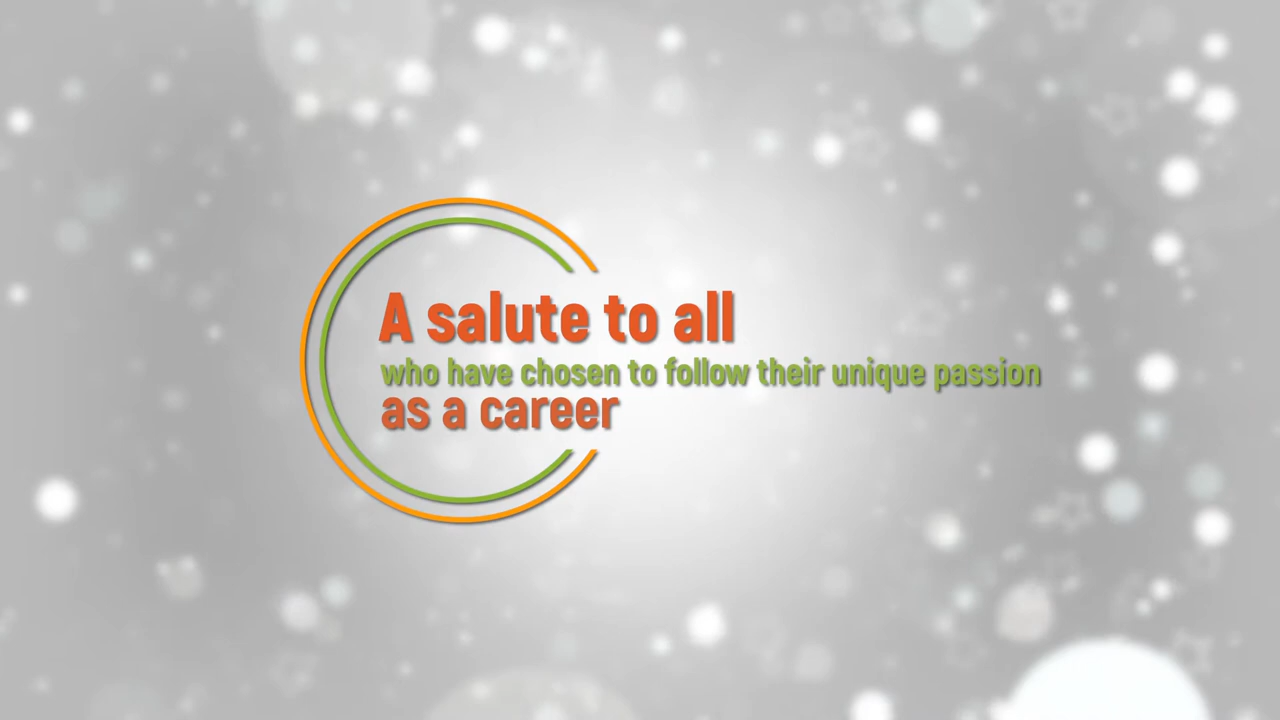 A salute to all
who have chosen to follow their unique passion
as a career